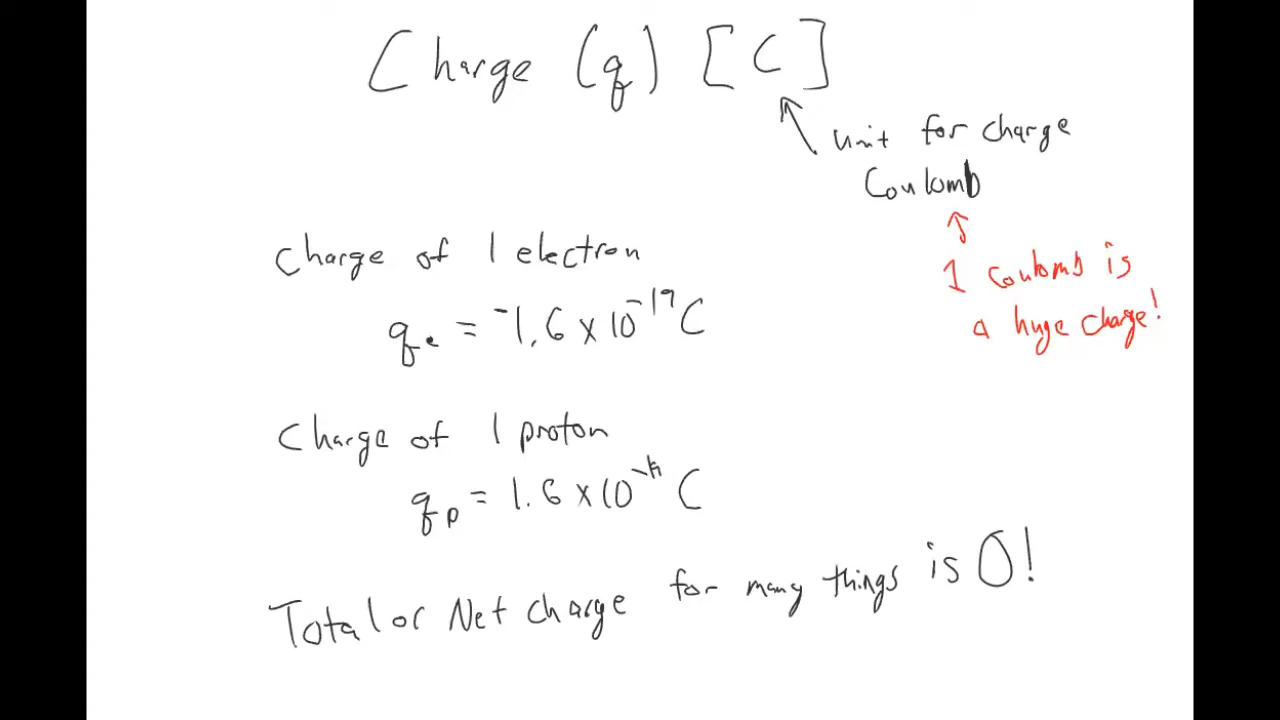 Charge (q) [C]
unit for charge
Coulomb
1 Coulomb is
a huge charge!
Charge of 1 electron
qe = -1.6 x 10^-19 C
Charge of 1 proton
qp = 1.6 x 10 C
Total or Net charge for many things is 0!